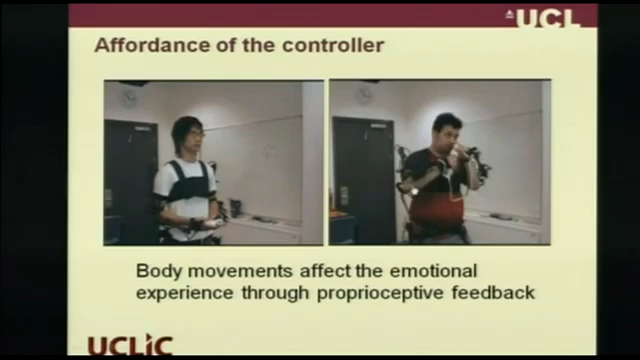 UCL
Affordance of the controller
Body movements affect the emotional
experience through proprioceptive feedback
UCLIC